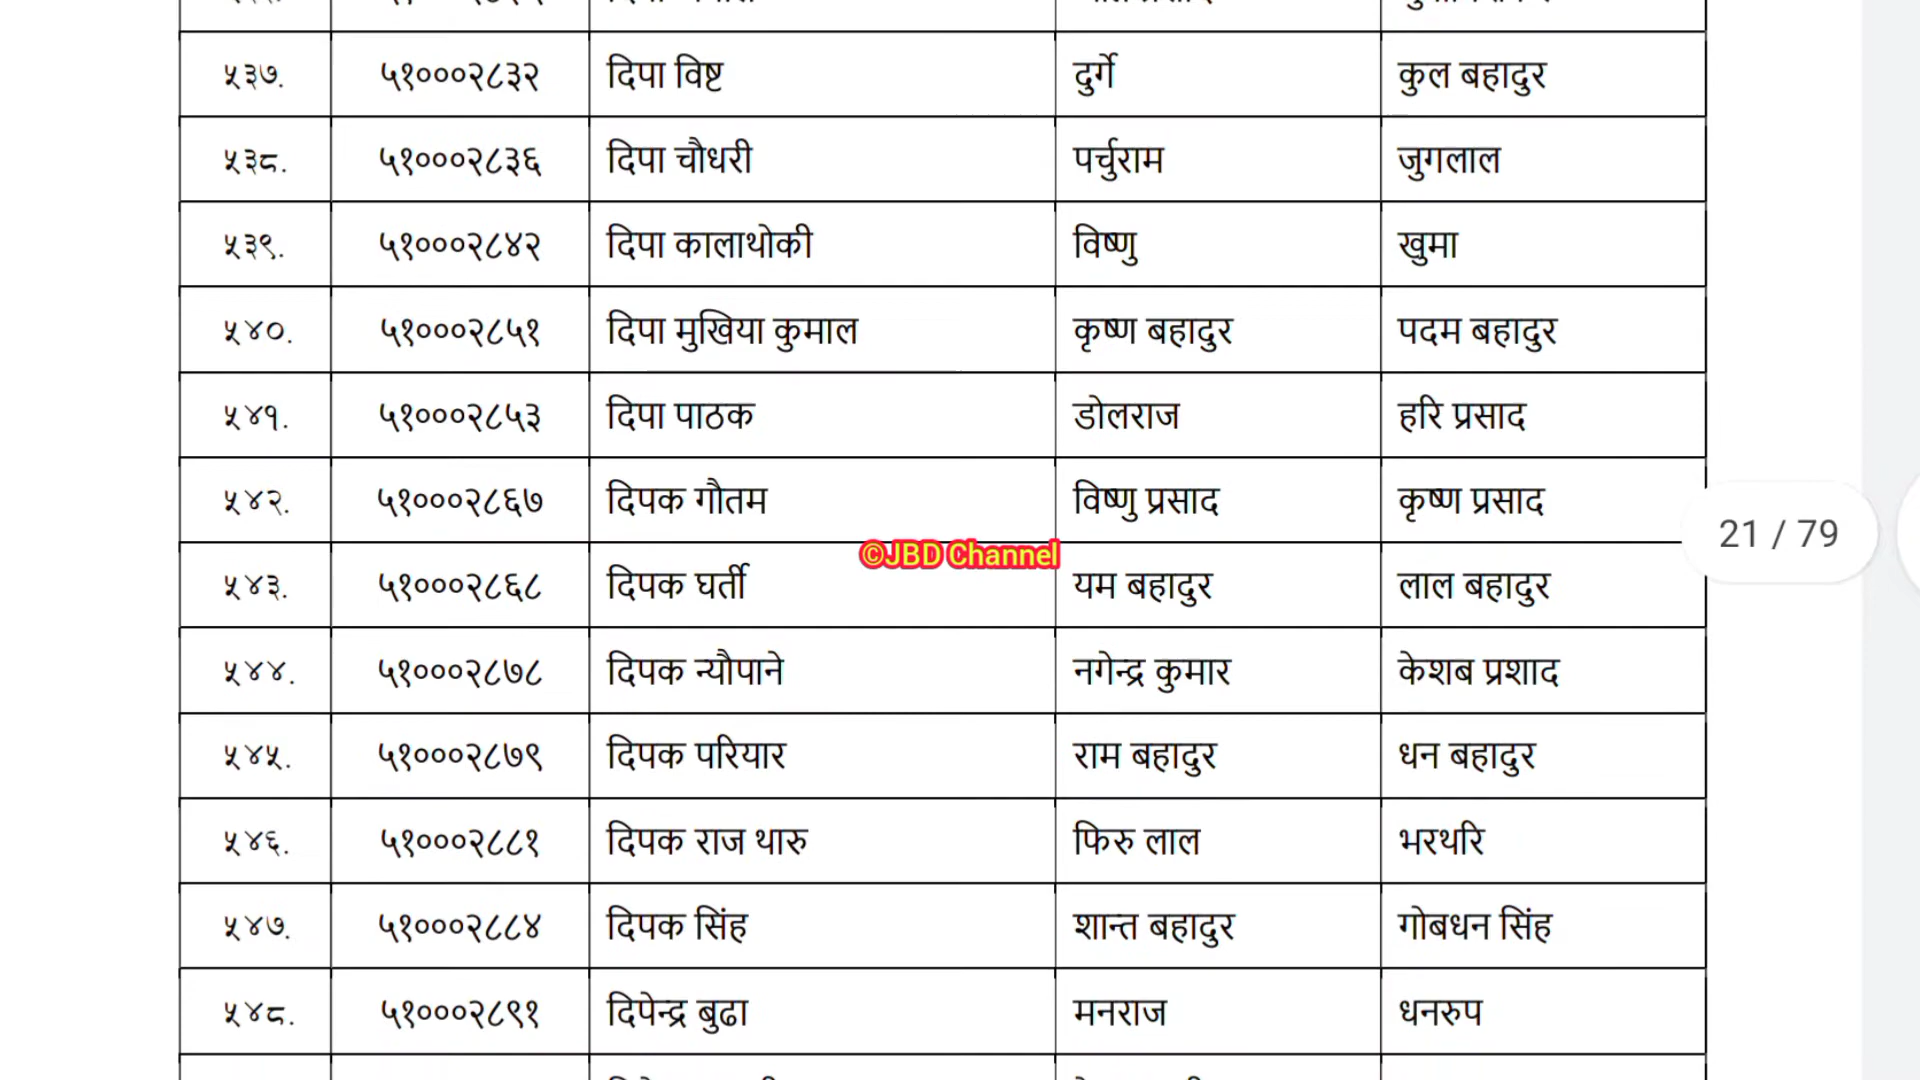 ५३७. ५१०००२८३२ दिपा विष्ट दुर्गे कुल बहादुर
५३८. ५१०००२८३६ दिपा चौधरी पर्चुराम जुगलाल
५३९. ५१०००२८४२ दिपा कालाथोकी विष्णु खुमा
५४०. ५१०००२८५१ दिपा मुखिया कुमाल कृष्ण बहादुर पदम बहादुर
५४१. ५१०००२८५३ दिपा पाठक डोलराज हरि प्रसाद
५४२. ५१०००२८६७ दिपक गौतम विष्णु प्रसाद कृष्ण प्रसाद
21 / 79
©JBD Channel
५४३. ५१०००२८६८ दिपक घर्ती यम बहादुर लाल बहादुर
५४४. ५१०००२८७८ दिपक न्यौपाने नगेन्द्र कुमार केशब प्रशाद
५४५. ५१०००२८७९ दिपक परियार राम बहादुर धन बहादुर
५४६. ५१०००२८८१ दिपक राज थारु फिरु लाल भरथरि
५४७. ५१०००२८८४ दिपक सिंह शान्त बहादुर गोबधन सिंह
५४८. ५१०००२८९१ दिपेन्द्र बुढा मनराज धनरुप